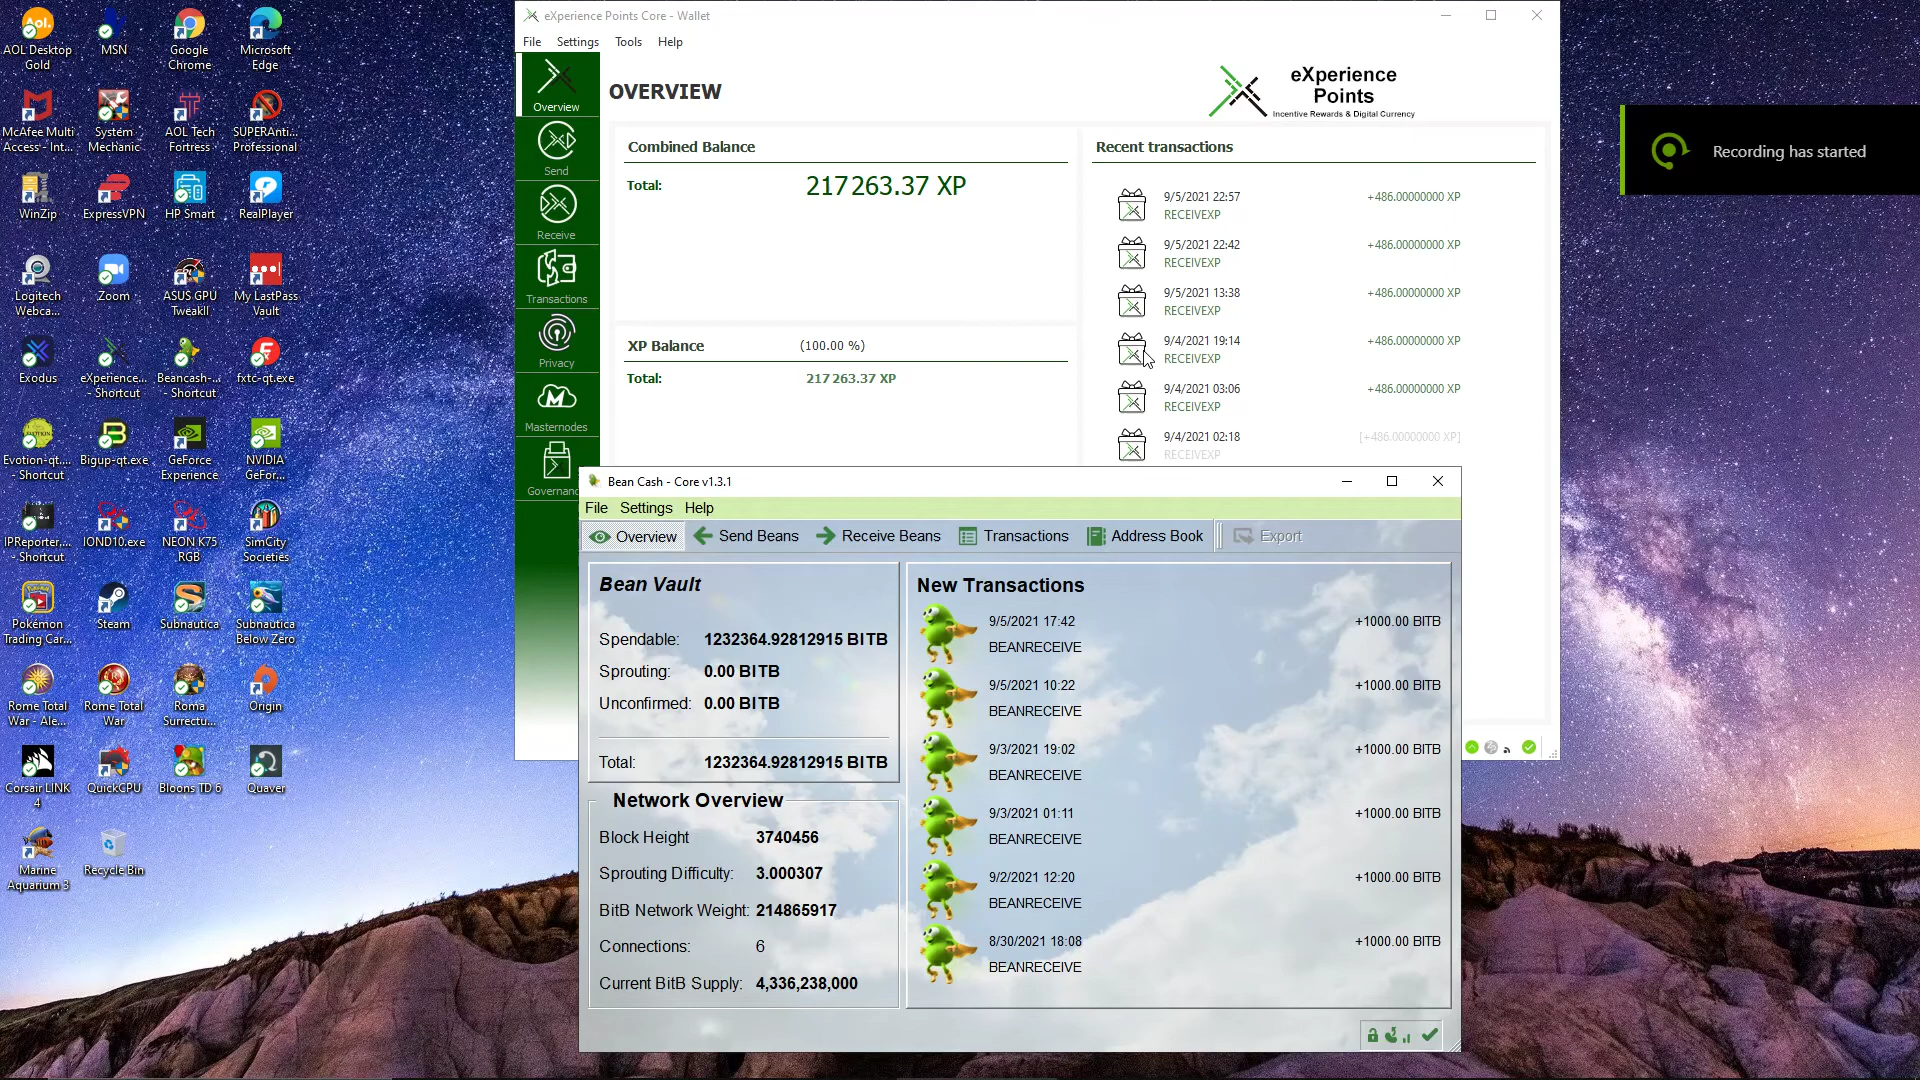 AOL Desktop
Gold
MSN
Google
Chrome
Microsoft
Edge
McAfee Multi
Access - Int...
System
Mechanic
AOL Tech
Fortress
SUPERAnti...
Professional
WinZip
ExpressVPN
HP Smart
RealPlayer
Logitech
Webca...
Zoom
ASUS GPU
TweakII
My LastPass
Vault
Exodus
eXperience...
- Shortcut
Beancash-...
- Shortcut
fxtc-qt.exe
Evotion-qt....
- Shortcut
Bigup-qt.exe
GeForce
Experience
NVIDIA
GeFor...
IPReporter,...
- Shortcut
IOND10.exe
NEON K75
RGB
SimCity
Societies
Pokémon
Trading Car...
Steam
Subnautica
Subnautica
Below Zero
Rome Total
War - Ale...
Rome Total
War
Roma
Surrectu...
Origin
Corsair LINK
4
QuickCPU
Bloons TD 6
Quaver
Marine
Aquarium 3
Recycle Bin
eXperience Points Core - Wallet
File Settings Tools Help
Overview
Send
Receive
Transactions
Privacy
Masternodes
Governanc
OVERVIEW
eXperience
Points
Incentive Rewards & Digital Currency
Combined Balance
Total: 217 263.37 XP
XP Balance (100.00 %)
Total: 217 263.37 XP
Recent transactions
9/5/2021 22:57 +486.00000000 XP
RECEIVEXP
9/5/2021 22:42 +486.00000000 XP
RECEIVEXP
9/5/2021 13:38 +486.00000000 XP
RECEIVEXP
9/4/2021 19:14 +486.00000000 XP
RECEIVEXP
9/4/2021 03:06 +486.00000000 XP
RECEIVEXP
9/4/2021 02:18 [+486.00000000 XP]
RECEIVEXP
Recording has started
Bean Cash - Core v1.3.1
File Settings Help
Overview Send Beans Receive Beans Transactions Address Book Export
Bean Vault
Spendable: 1232364.92812915 BITB
Sprouting: 0.00 BITB
Unconfirmed: 0.00 BITB
Total: 1232364.92812915 BITB
Network Overview
Block Height 3740456
Sprouting Difficulty: 3.000307
BitB Network Weight: 214865917
Connections: 6
Current BitB Supply: 4,336,238,000
New Transactions
9/5/2021 17:42 +1000.00 BITB
BEANRECEIVE
9/5/2021 10:22 +1000.00 BITB
BEANRECEIVE
9/3/2021 19:02 +1000.00 BITB
BEANRECEIVE
9/3/2021 01:11 +1000.00 BITB
BEANRECEIVE
9/2/2021 12:20 +1000.00 BITB
BEANRECEIVE
8/30/2021 18:08 +1000.00 BITB
BEANRECEIVE